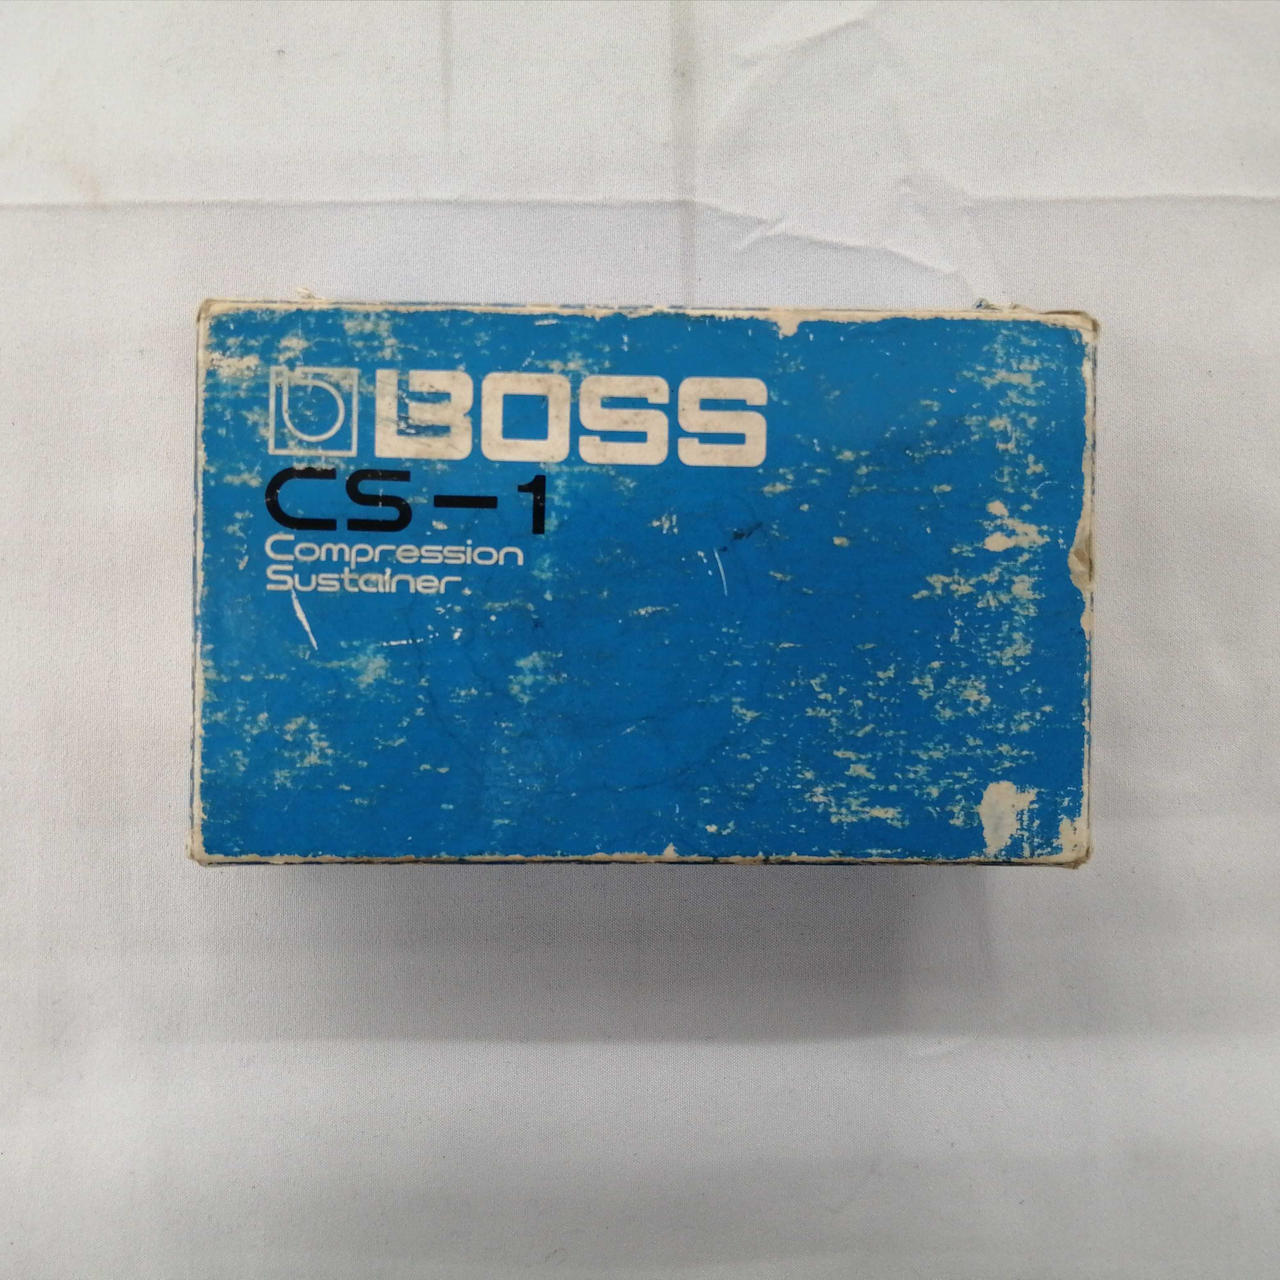 BOSS
CS-1
Compression
Sustainer